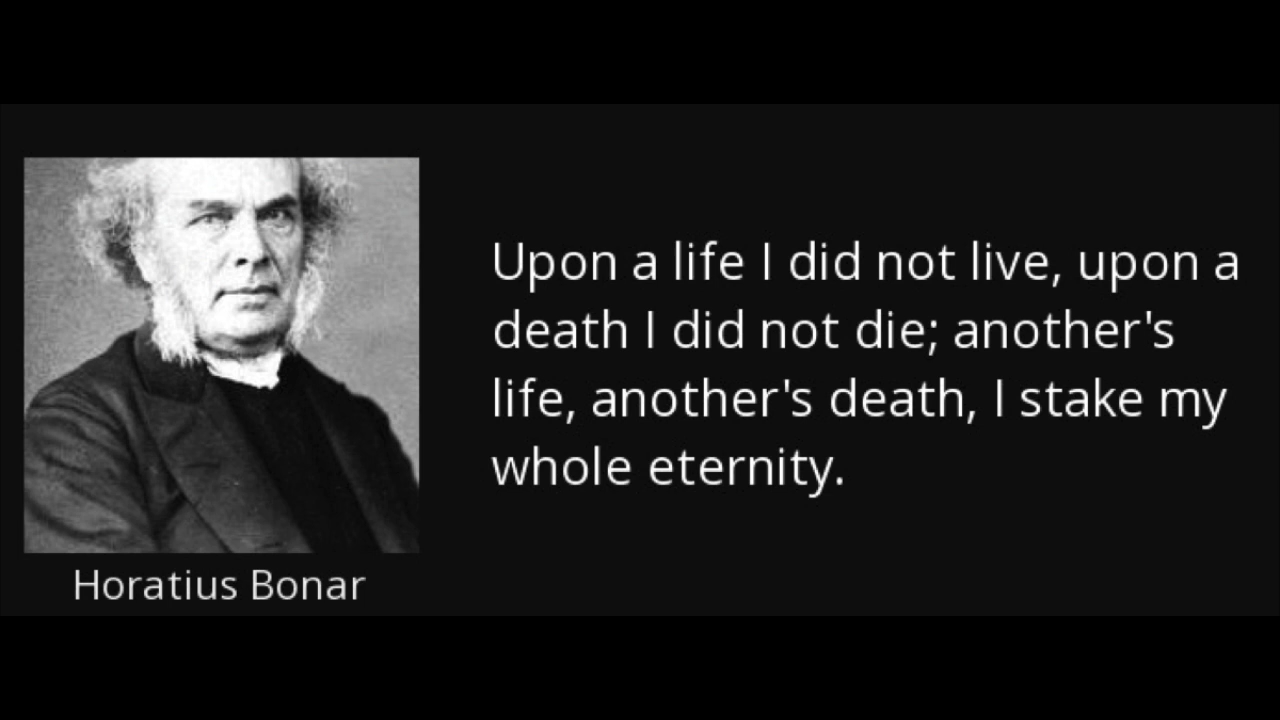 Upon a life I did not live, upon a
death I did not die; another's
life, another's death, I stake my
whole eternity.
Horatius Bonar